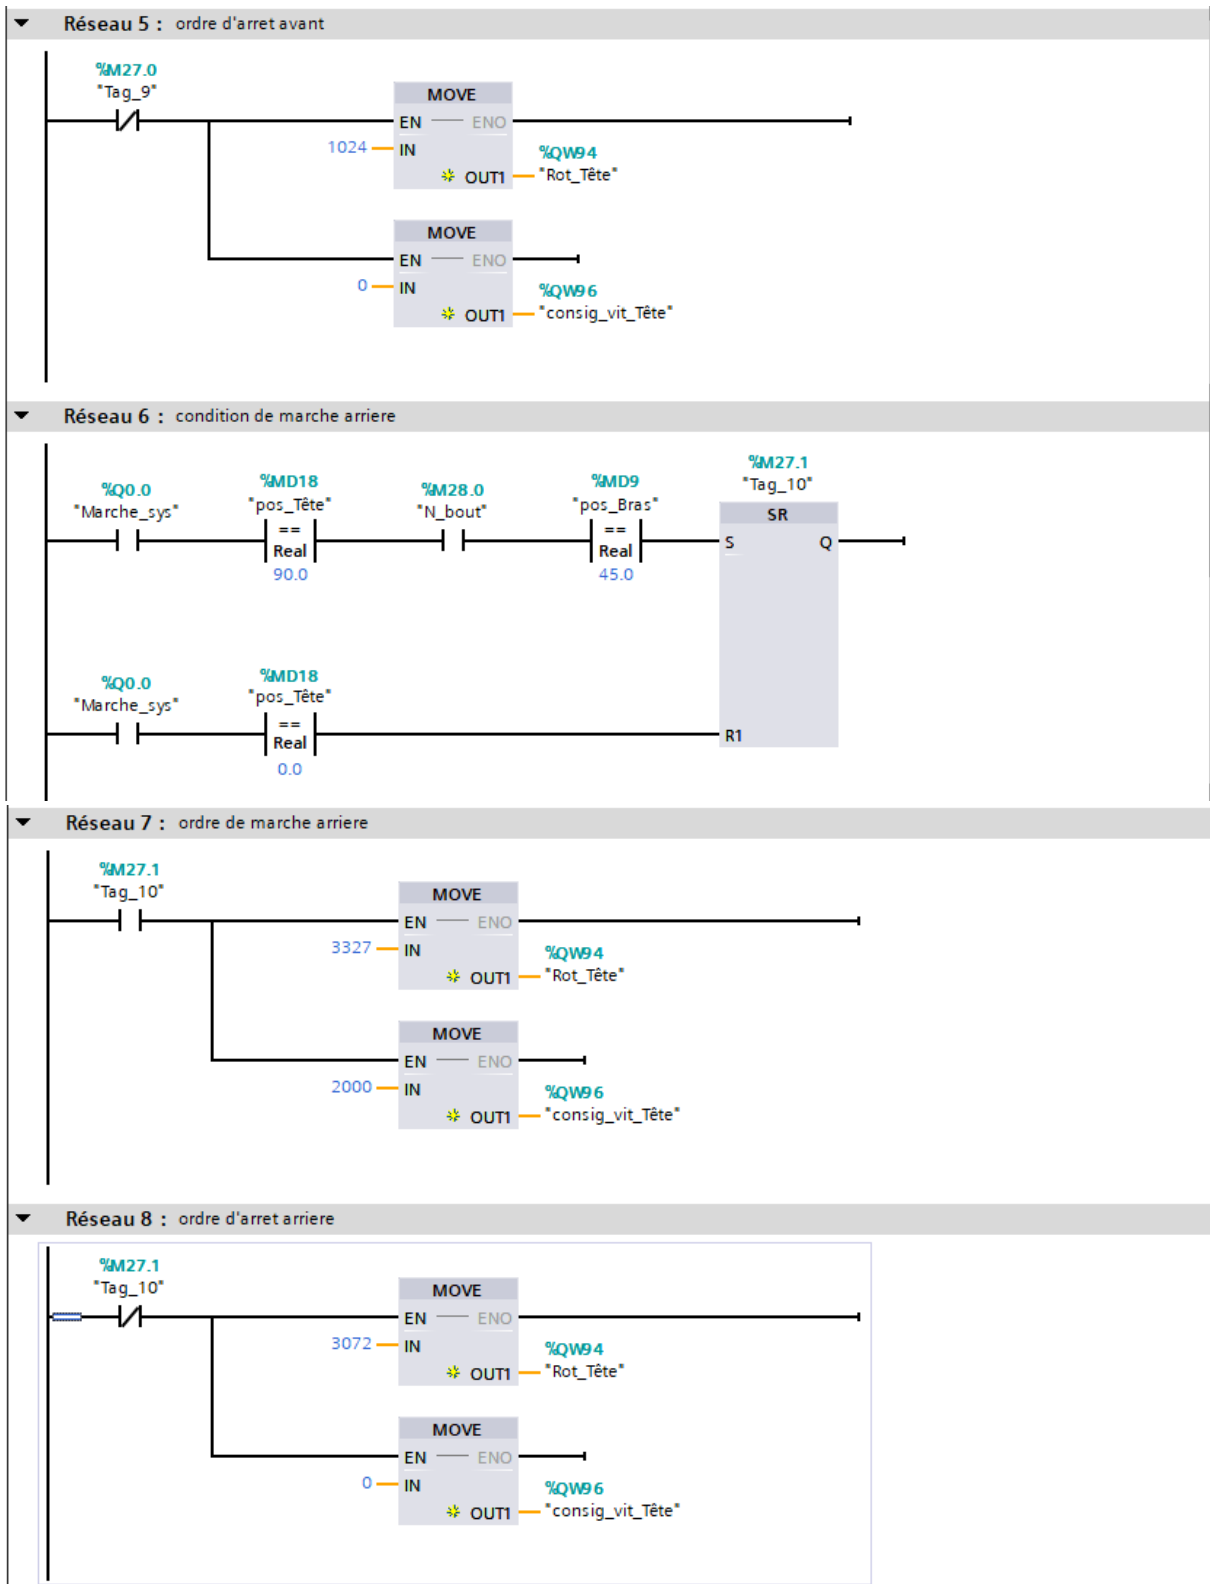 Réseau 5 : ordre d'arret avant
%M27.0
"Tag_9"
MOVE
EN ENO
1024 IN
%QW94
OUT1 "Rot_Tête"
MOVE
EN ENO
0 IN
%QW96
OUT1 "consig_vit_Tête"
Réseau 6 : condition de marche arriere
%Q0.0
"Marche_sys"
%MD18
"pos_Tête"
==
Real
90.0
%M28.0
"N_bout"
%MD9
"pos_Bras"
==
Real
45.0
%M27.1
"Tag_10"
SR
S Q
%Q0.0
"Marche_sys"
%MD18
"pos_Tête"
==
Real
0.0
R1
Réseau 7 : ordre de marche arriere
%M27.1
"Tag_10"
MOVE
EN ENO
3327 IN
%QW94
OUT1 "Rot_Tête"
MOVE
EN ENO
2000 IN
%QW96
OUT1 "consig_vit_Tête"
Réseau 8 : ordre d'arret arriere
%M27.1
"Tag_10"
MOVE
EN ENO
3072 IN
%QW94
OUT1 "Rot_Tête"
MOVE
EN ENO
0 IN
%QW96
OUT1 "consig_vit_Tête"